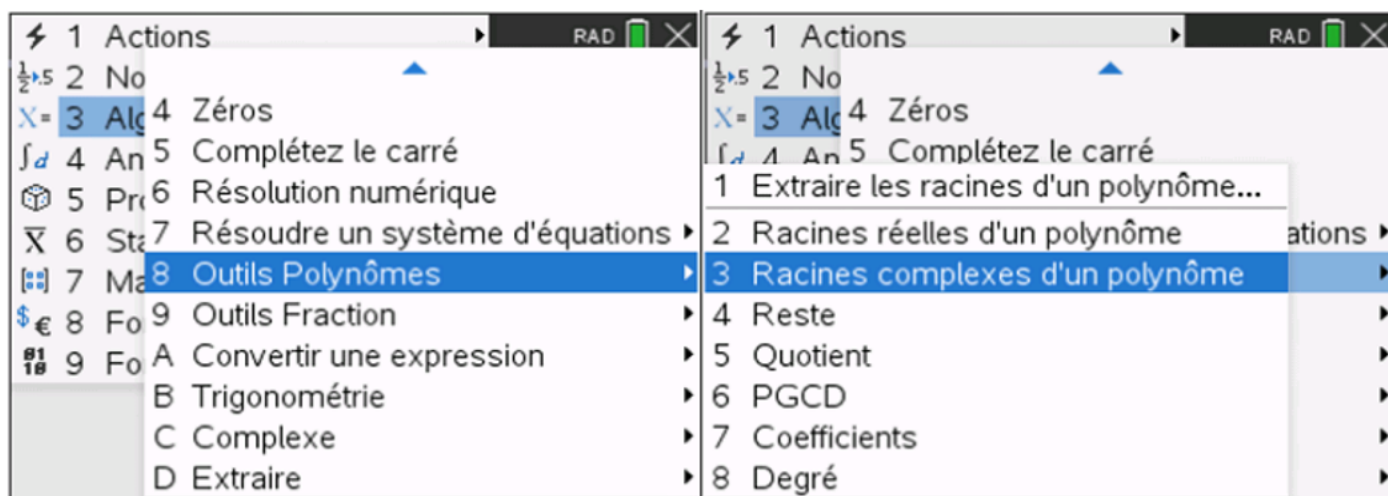 1 Actions
RAD
2 No
3 Alg
4 An
5 Pro
6 Sta
7 Ma
8 Fo
9 Fo
4 Zéros
5 Complétez le carré
6 Résolution numérique
7 Résoudre un système d'équations
8 Outils Polynômes
9 Outils Fraction
A Convertir une expression
B Trigonométrie
C Complexe
D Extraire
1 Actions
RAD
2 No
3 Alg
4 An
4 Zéros
5 Complétez le carré
1 Extraire les racines d'un polynôme...
2 Racines réelles d'un polynôme
ations
3 Racines complexes d'un polynôme
4 Reste
5 Quotient
6 PGCD
7 Coefficients
8 Degré